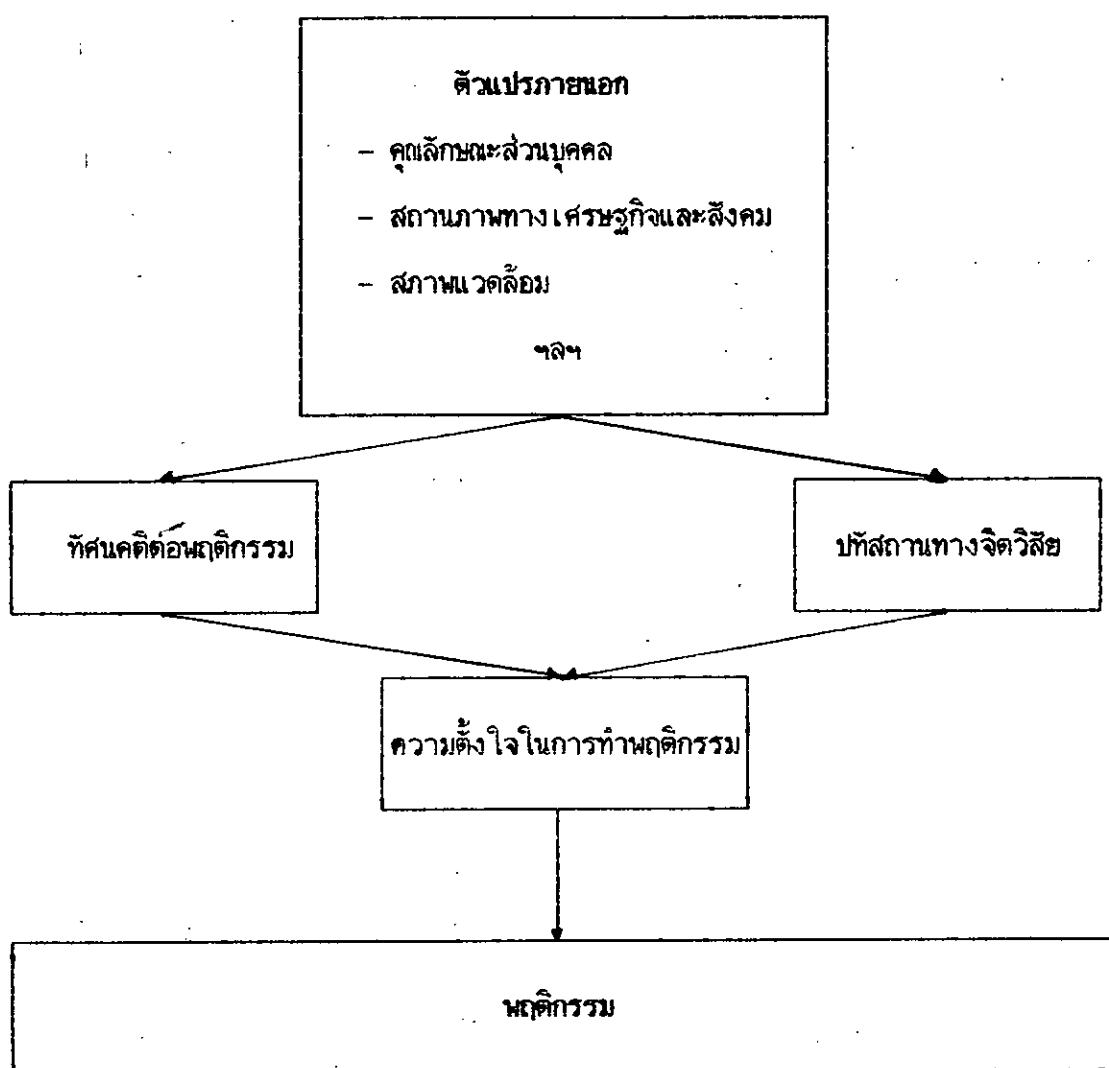 ตัวแปรภายนอก
- คุณลักษณะส่วนบุคคล
- สถานภาพทางเศรษฐกิจและสังคม
- สภาพแวดล้อม
ฯลฯ
ทัศนคติต่อพฤติกรรม
ปทัสถานทางจิตวิสัย
ความตั้งใจในการทำพฤติกรรม
พฤติกรรม